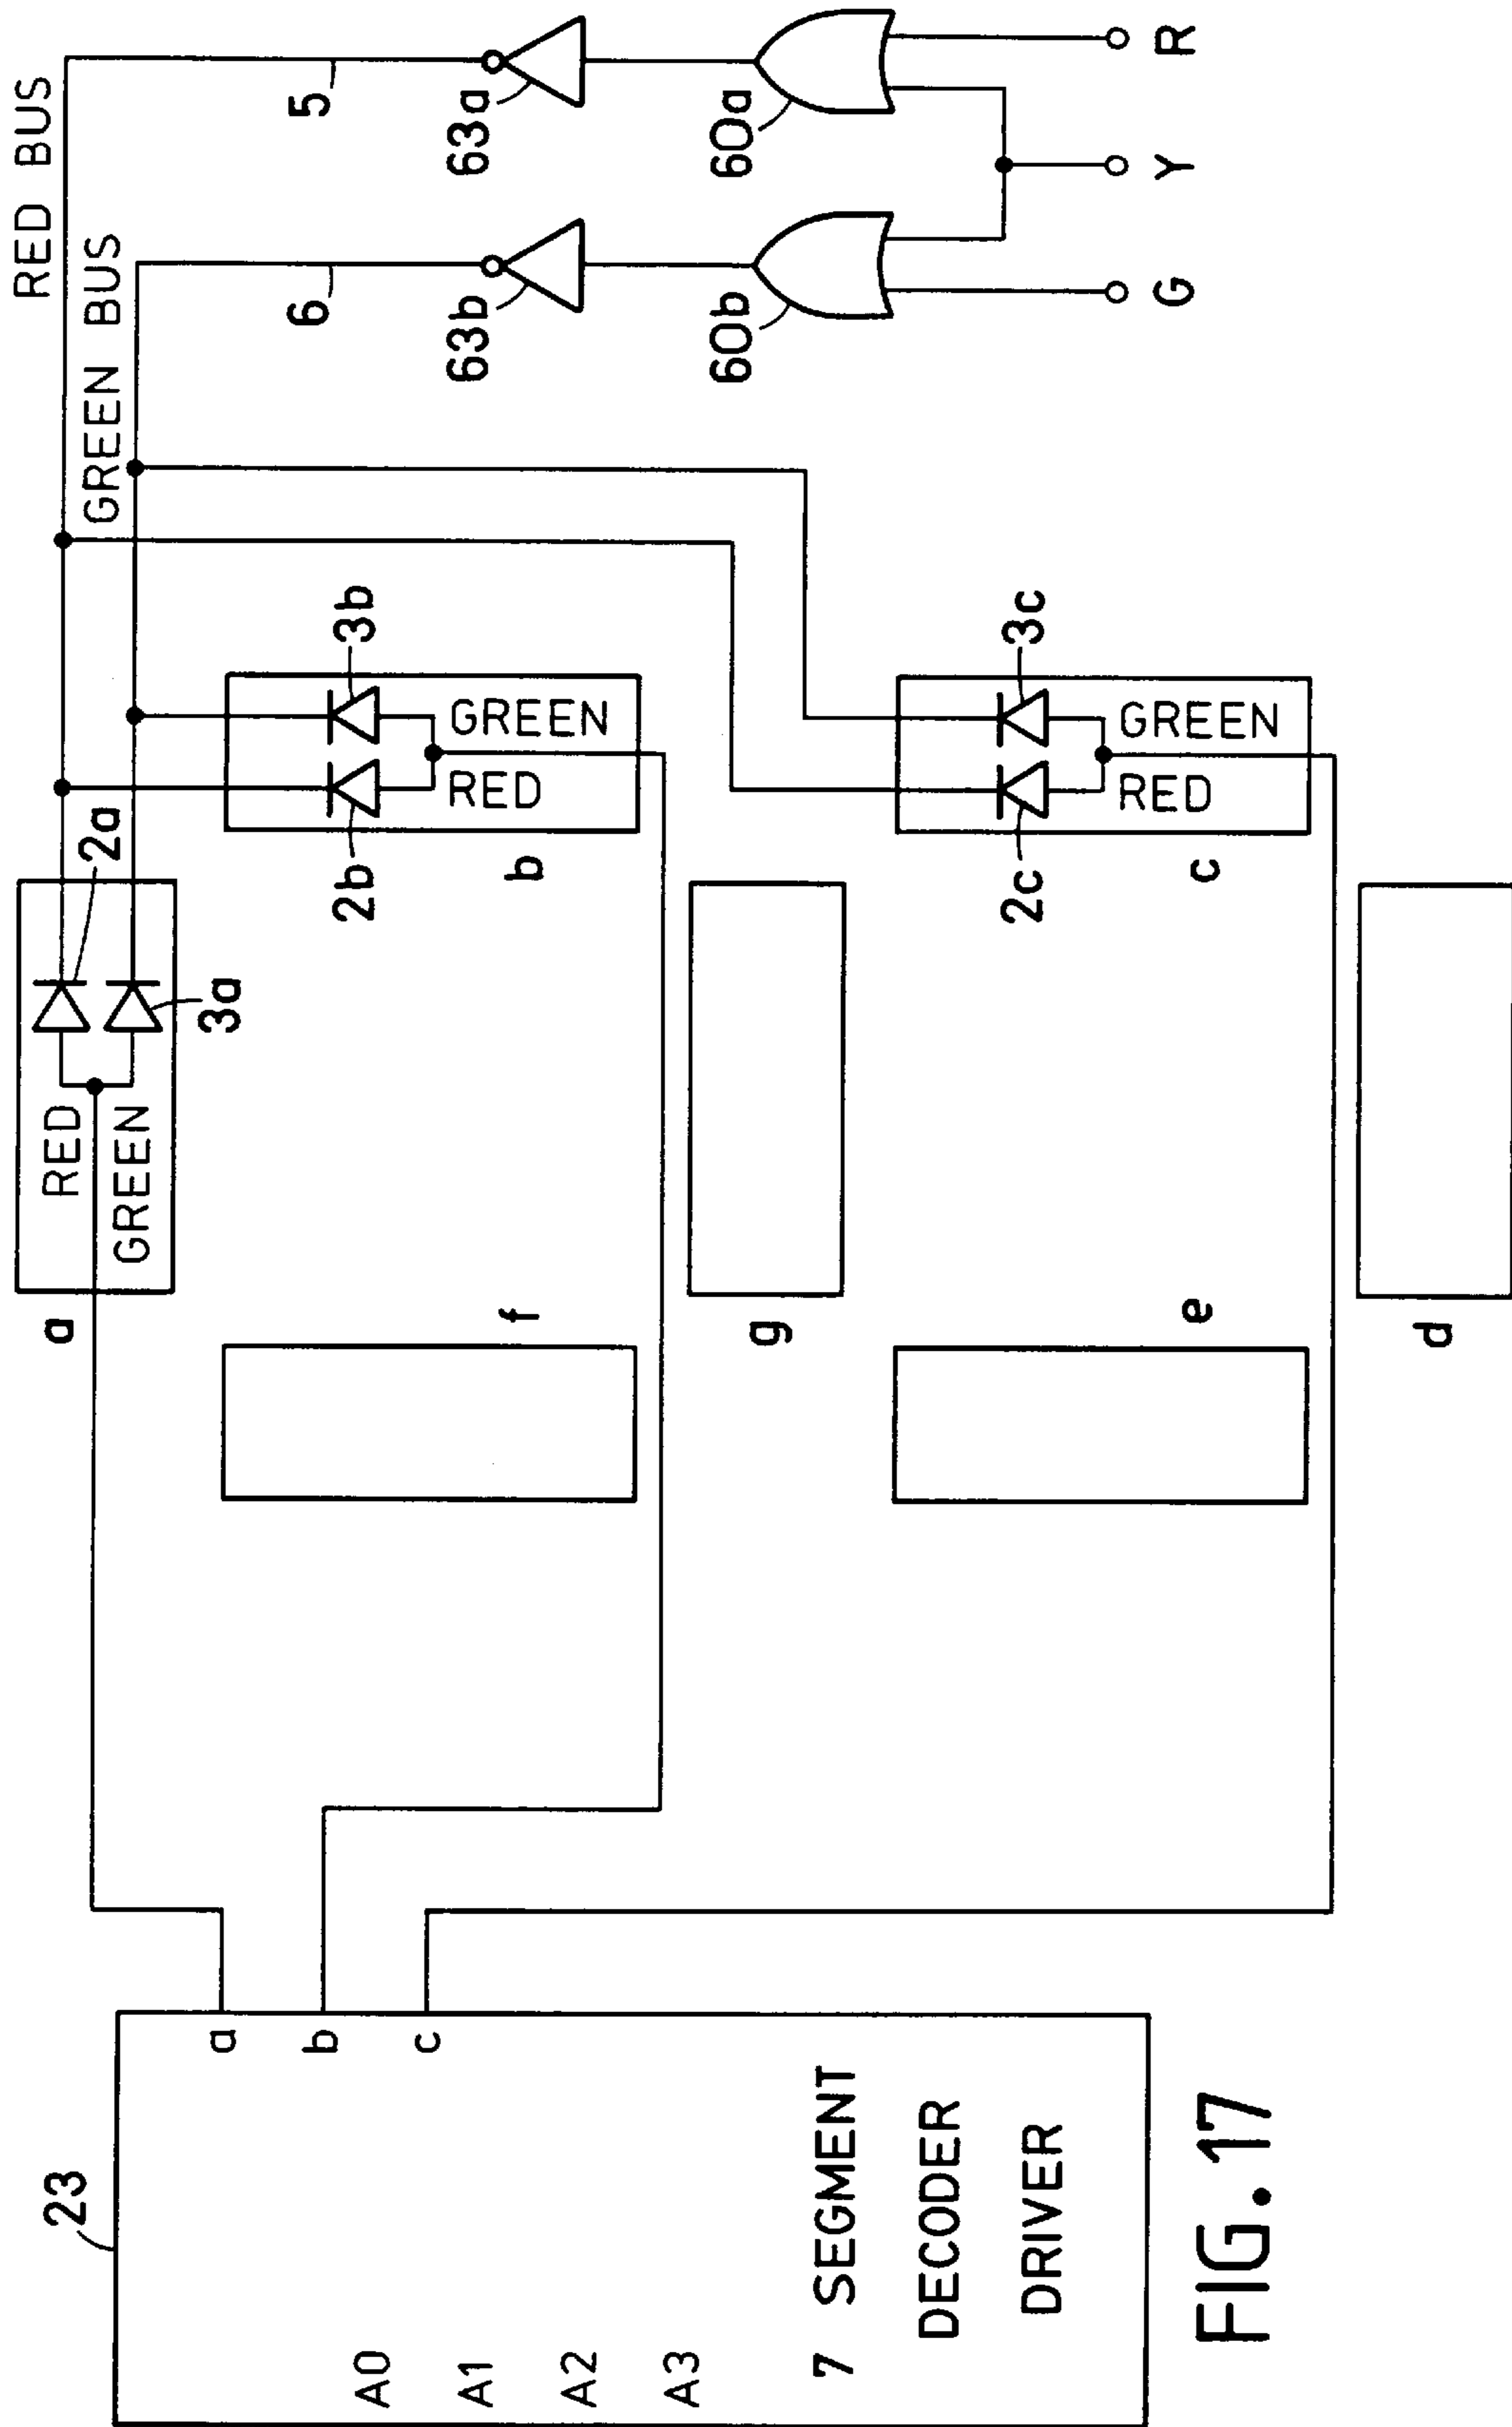 23
A0
A1
A2
A3
7 SEGMENT
DECODER
DRIVER
a
b
c
a
RED
GREEN
2a
3a
f
b
2b
3b
RED
GREEN
g
e
c
2c
3c
RED
GREEN
d
RED BUS
GREEN BUS
5
6
63a
63b
60a
60b
G
Y
R
FIG. 17